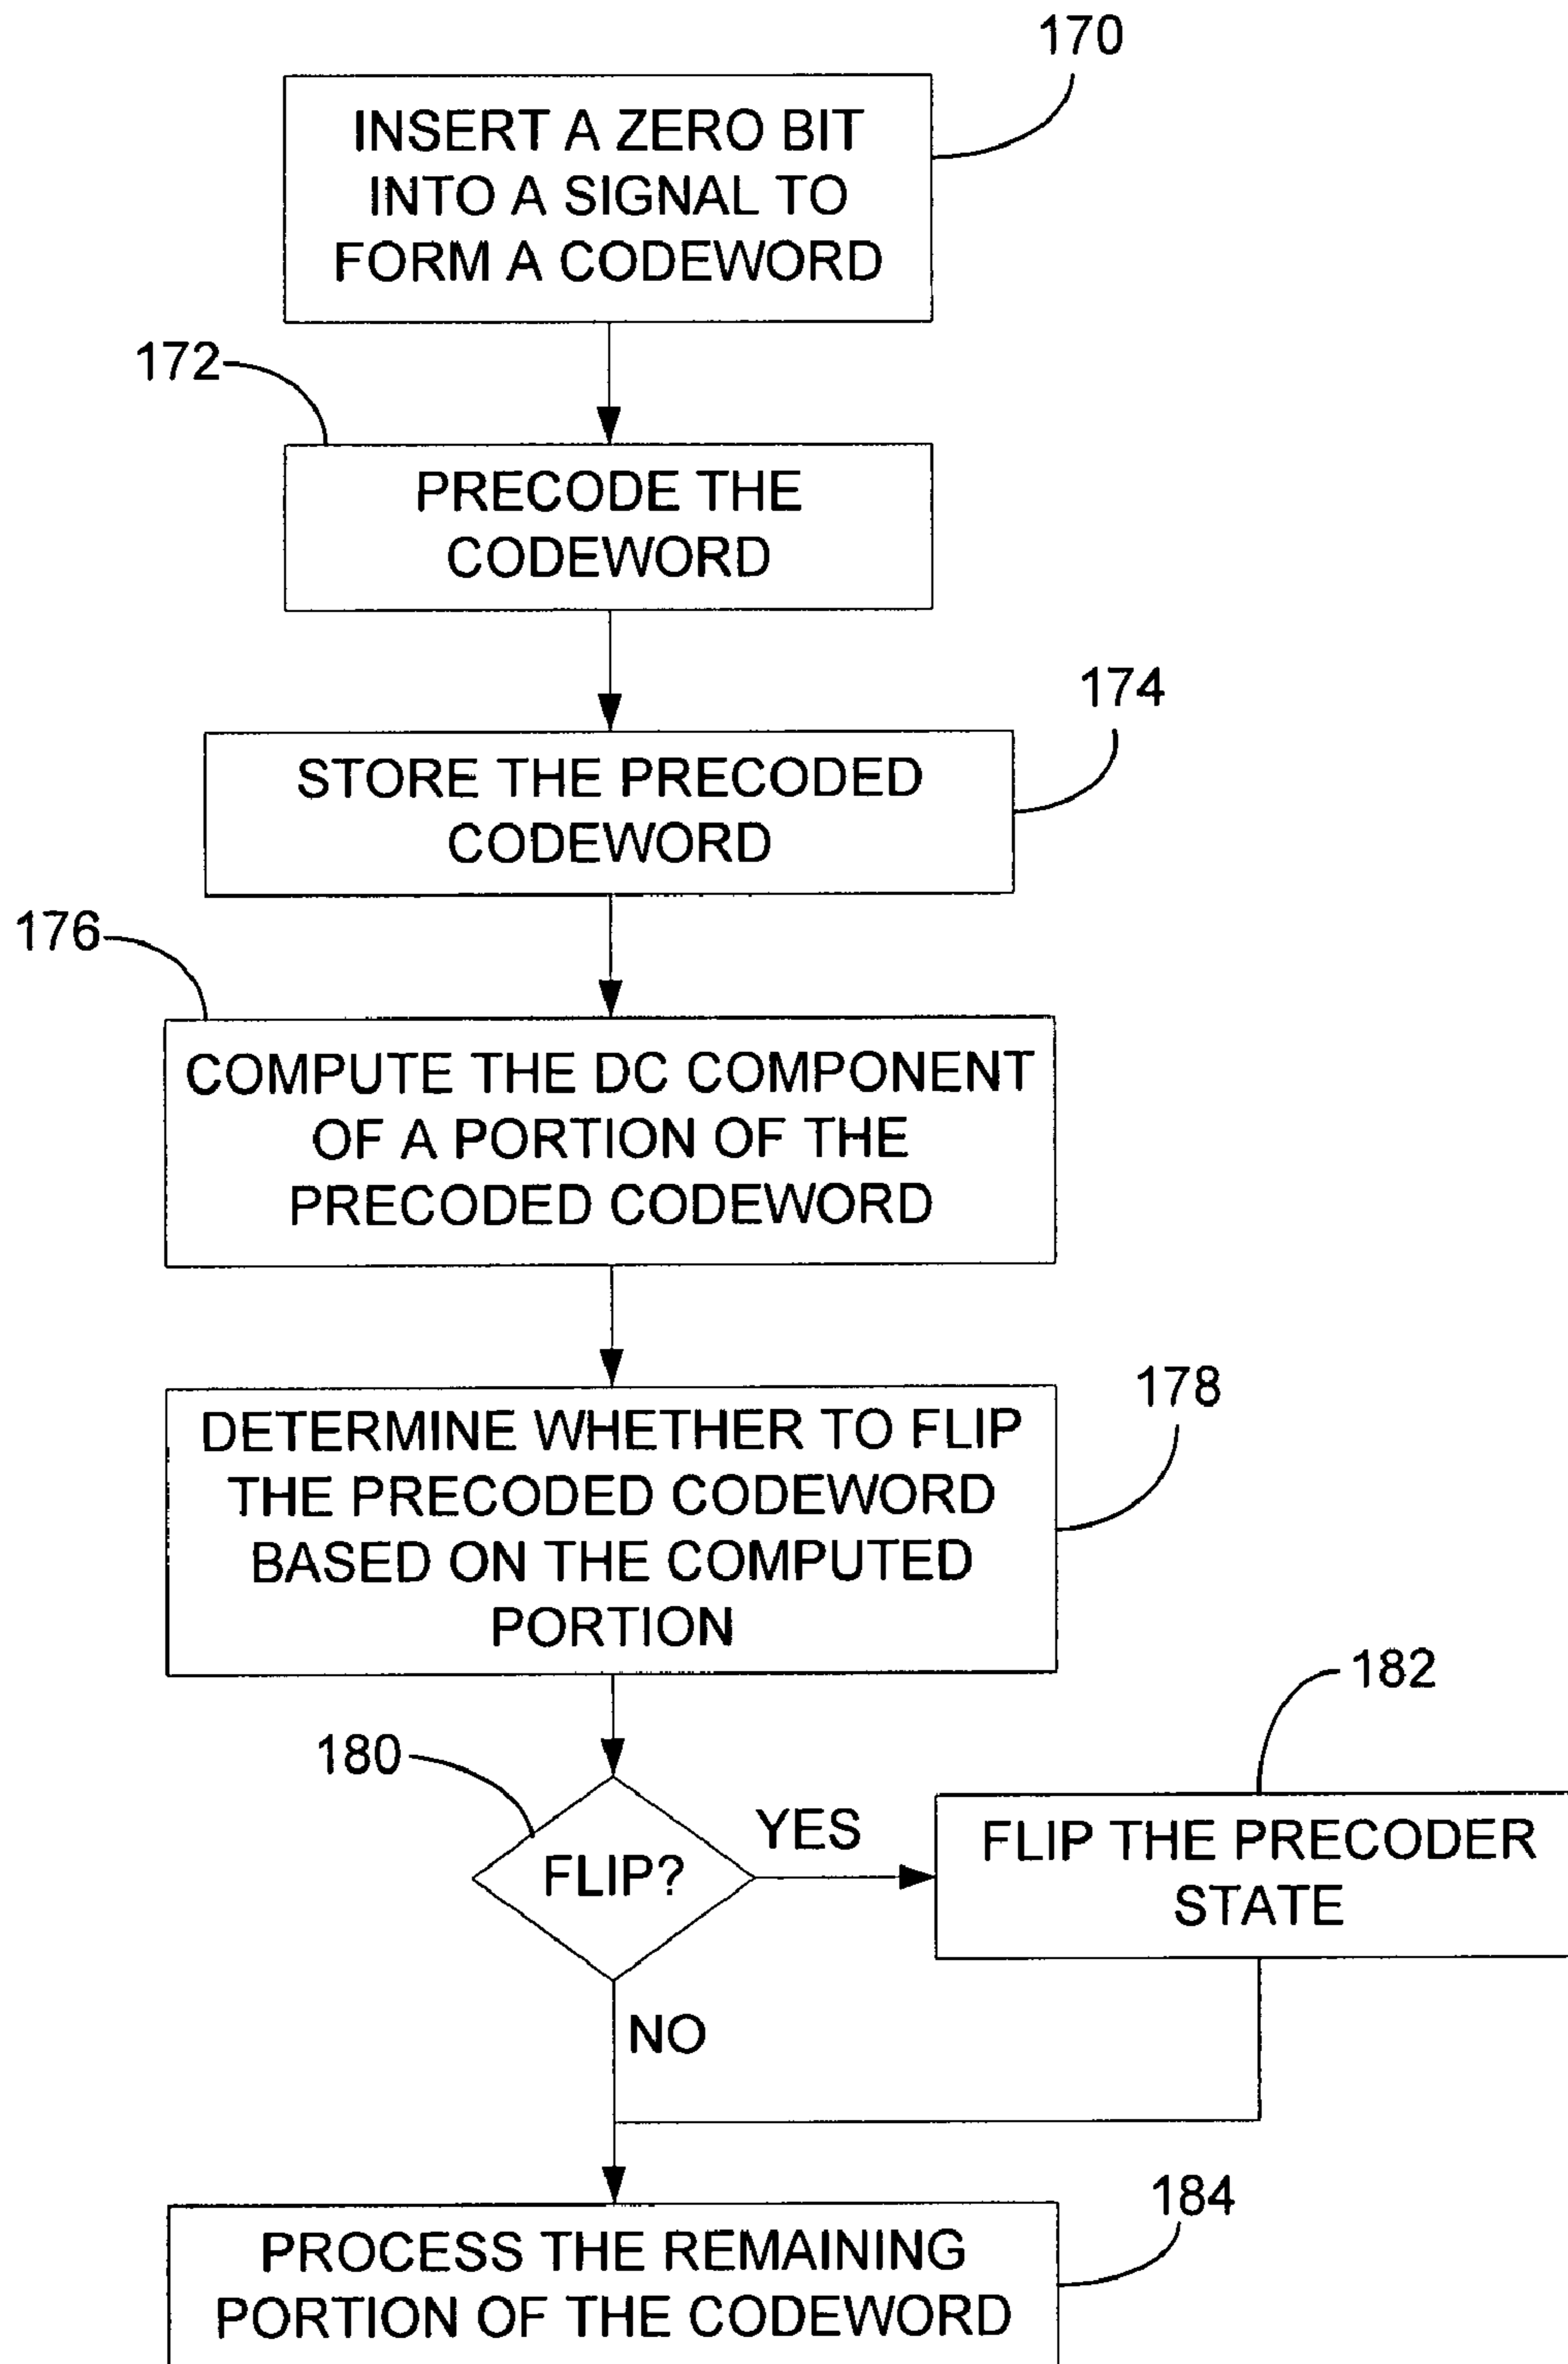 170
INSERT A ZERO BIT
INTO A SIGNAL TO
FORM A CODEWORD
172
PRECODE THE
CODEWORD
174
STORE THE PRECODED
CODEWORD
176
COMPUTE THE DC COMPONENT
OF A PORTION OF THE
PRECODED CODEWORD
178
DETERMINE WHETHER TO FLIP
THE PRECODED CODEWORD
BASED ON THE COMPUTED
PORTION
182
180
YES
FLIP?
FLIP THE PRECODER
STATE
NO
184
PROCESS THE REMAINING
PORTION OF THE CODEWORD